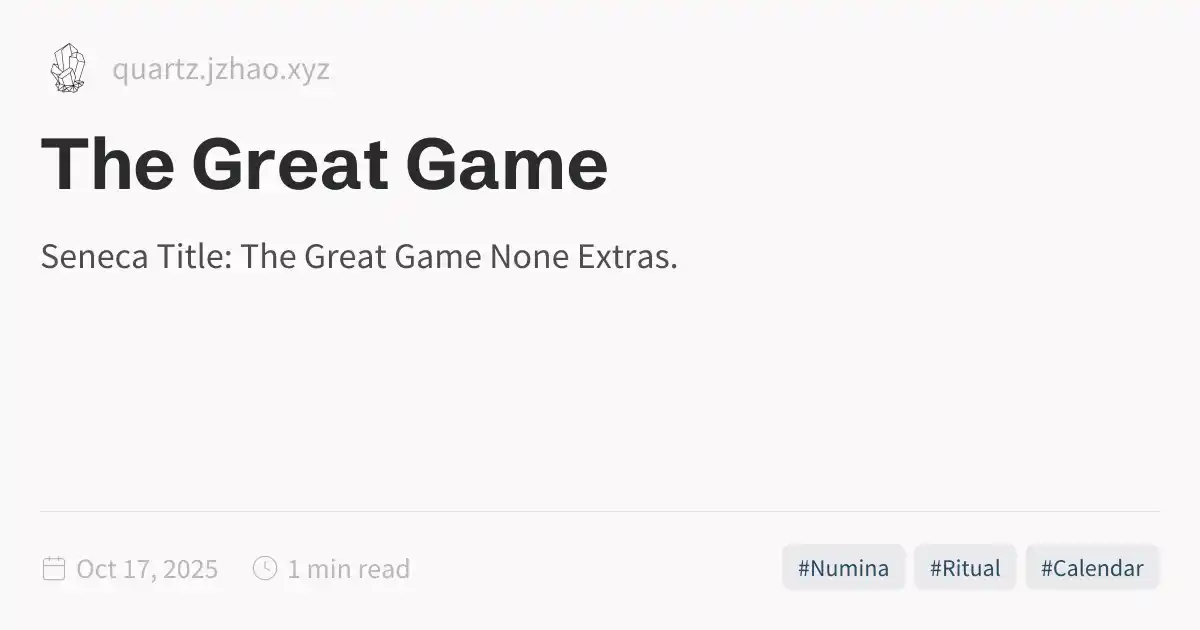 quartz.jzhao.xyz
The Great Game
Seneca Title: The Great Game None Extras.
Oct 17, 2025 1 min read #Numina #Ritual #Calendar